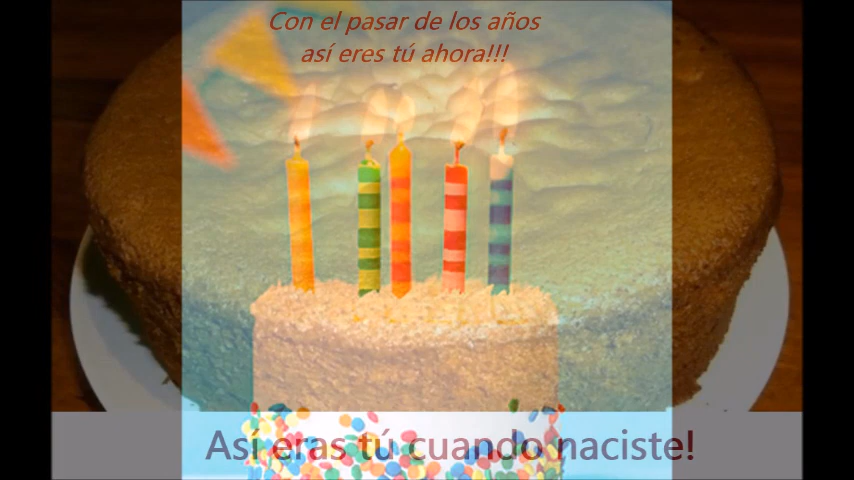 Con el pasar de los años
así eres tú ahora!!!
Así eras tú cuando naciste!